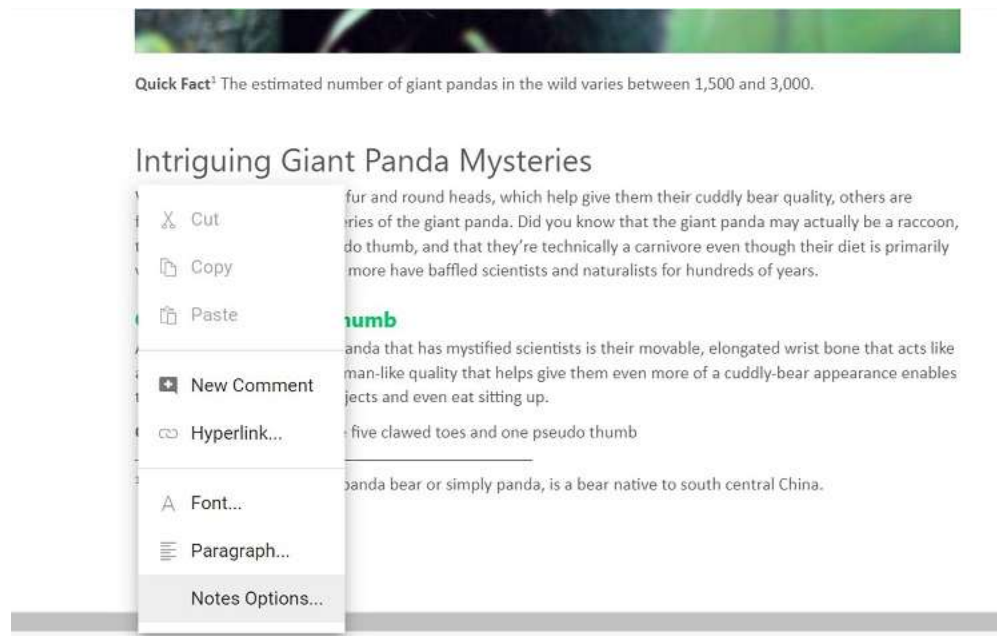 Quick Fact¹ The estimated number of giant pandas in the wild varies between 1,500 and 3,000.
Intriguing Giant Panda Mysteries
fur and round heads, which help give them their cuddly bear quality, others are
ries of the giant panda. Did you know that the giant panda may actually be a raccoon,
do thumb, and that they’re technically a carnivore even though their diet is primarily
more have baffled scientists and naturalists for hundreds of years.
humb
anda that has mystified scientists is their movable, elongated wrist bone that acts like
man-like quality that helps give them even more of a cuddly-bear appearance enables
jects and even eat sitting up.
five clawed toes and one pseudo thumb
panda bear or simply panda, is a bear native to south central China.
Cut
Copy
Paste
New Comment
Hyperlink...
Font...
Paragraph...
Notes Options...